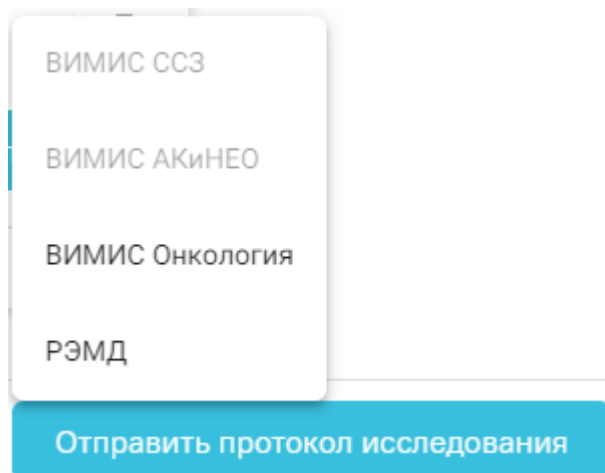 ВИМИС ССЗ
ВИМИС АКиНЕО
ВИМИС Онкология
РЭМД
Отправить протокол исследования